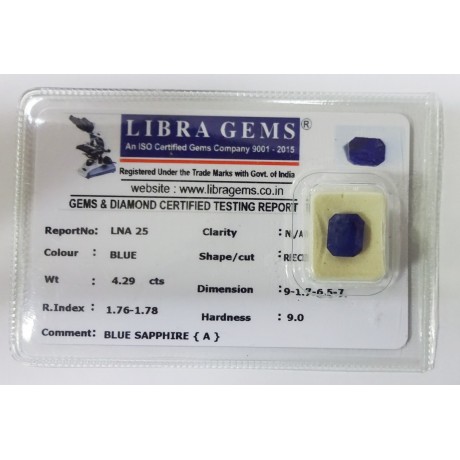 LIBRA GEMS®
An ISO Certified Gems Company 9001 - 2015
Registered Under the Trade Marks with Govt. of India
website : www.libragems.co.in
GEMS & DIAMOND CERTIFIED TESTING REPORT
ReportNo: LNA 25 Clarity : N/A
Colour : BLUE Shape/cut :
Wt : 4.29 cts Dimension :
R.Index : 1.76-1.78 Hardness : 9.0
Comment: BLUE SAPPHIRE { A }